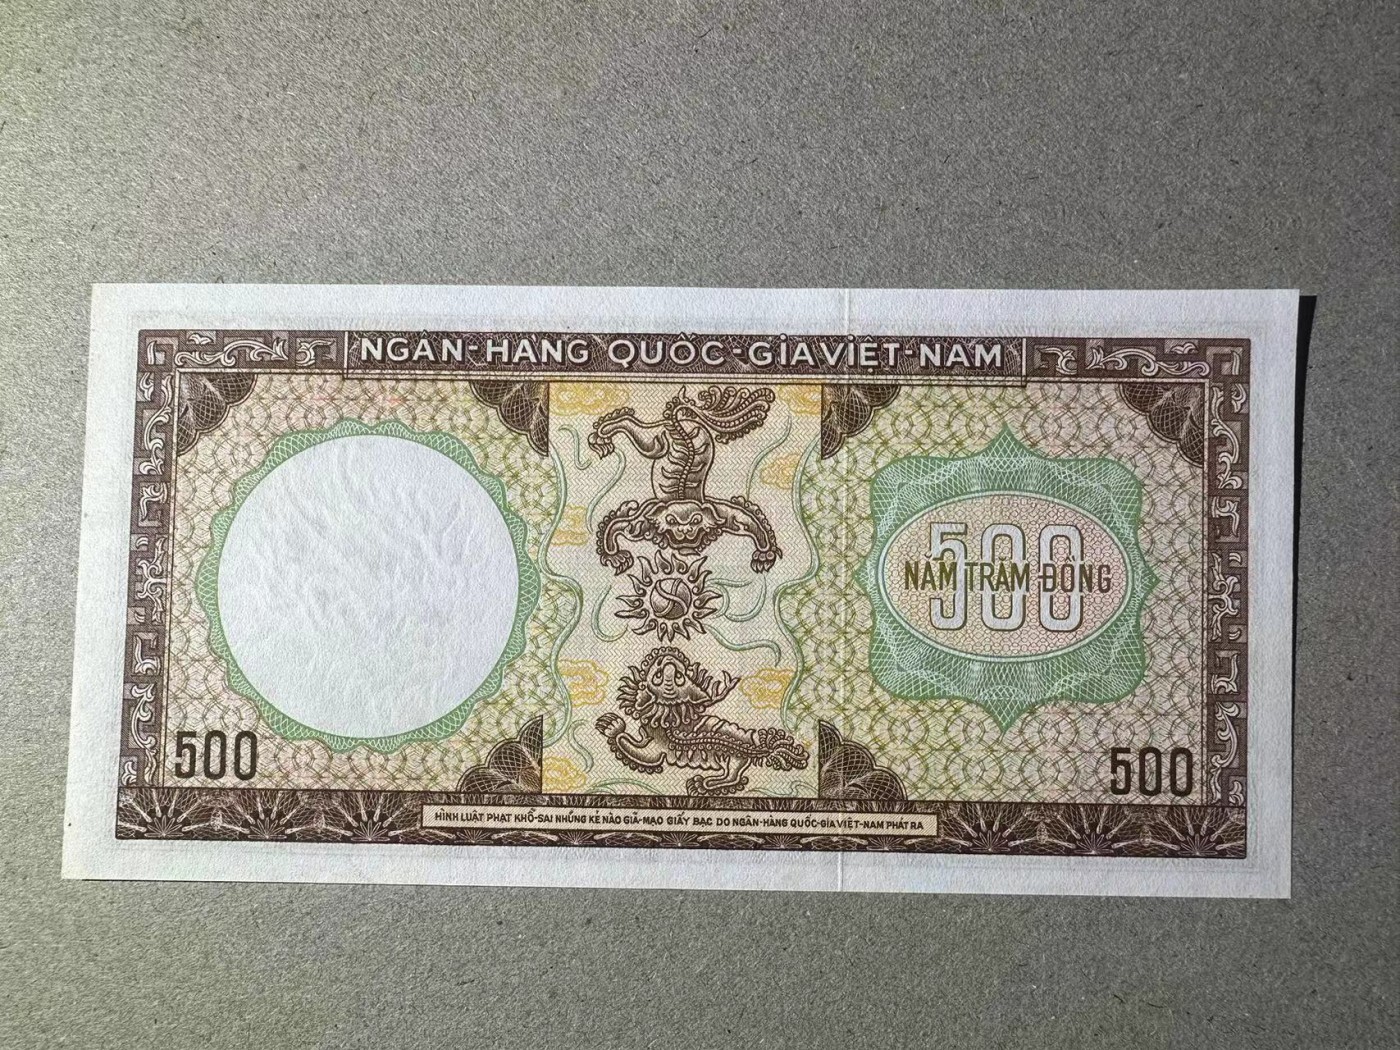 NGÂN-HÀNG QUỐC-GIA VIỆT-NAM
500
NĂM TRĂM ĐỒNG
500
500
HÌNH LUẬT PHẠT KHỔ-SAI NHỮNG KẺ NÀO GIẢ-MẠO GIẤY BẠC DO NGÂN-HÀNG QUỐC-GIA VIỆT-NAM PHÁT RA